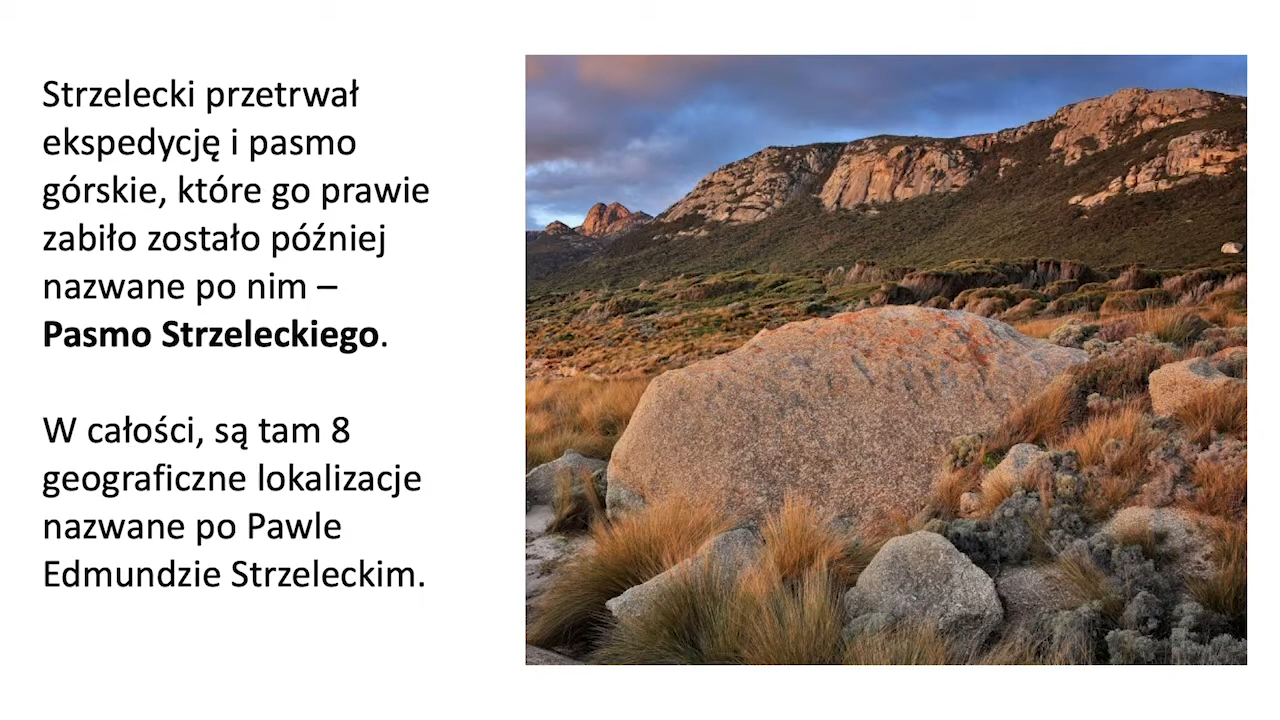 Strzelecki przetrwał
ekspedycję i pasmo
górskie, które go prawie
zabiło zostało później
nazwane po nim –
Pasmo Strzeleckiego.
W całości, są tam 8
geograficzne lokalizacje
nazwane po Pawle
Edmundzie Strzeleckim.